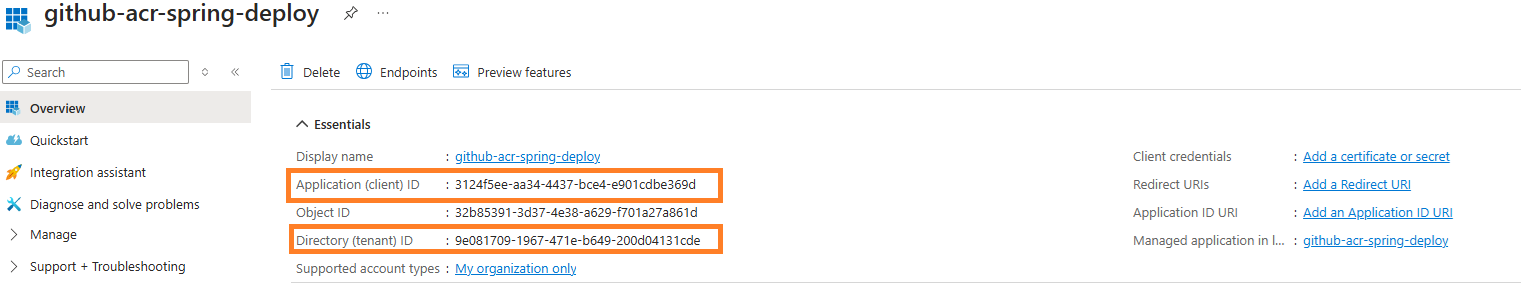 github-acr-spring-deploy
Search
Delete
Endpoints
Preview features
Overview
Quickstart
Integration assistant
Diagnose and solve problems
Manage
Support + Troubleshooting
Essentials
Display name : github-acr-spring-deploy
Application (client) ID : 3124f5ee-aa34-4437-bce4-e901cdbe369d
Object ID : 32b85391-3d37-4e38-a629-f701a27a861d
Directory (tenant) ID : 9e081709-1967-471e-b649-200d04131cde
Supported account types : My organization only
Client credentials : Add a certificate or secret
Redirect URIs : Add a Redirect URI
Application ID URI : Add an Application ID URI
Managed application in l... : github-acr-spring-deploy